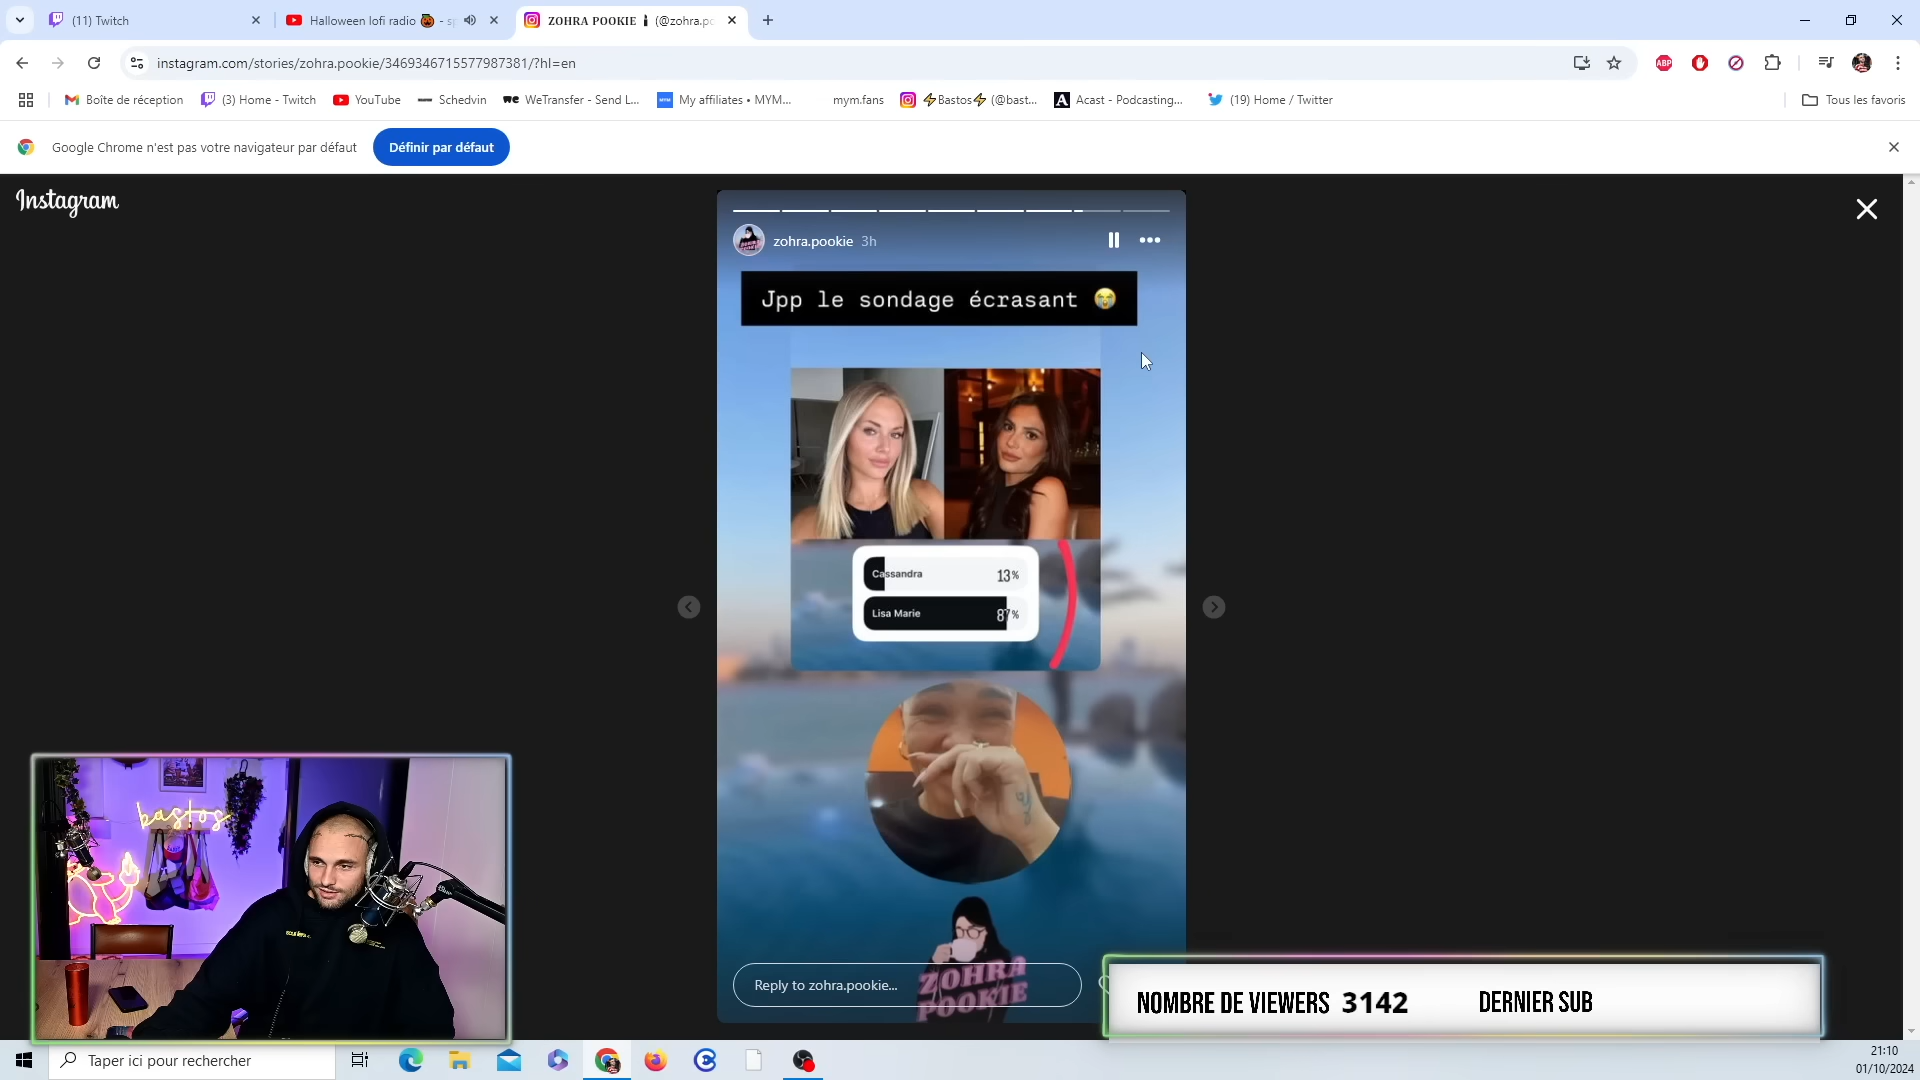 (11) Twitch
Halloween lofi radio 🎃 - s
ZOHRA POOKIE 🕯 (@zohra.po
instagram.com/stories/zohra.pookie/3469346715577987381/?hl=en
ABP
Boîte de réception
(3) Home - Twitch
YouTube
Schedvin
WeTransfer - Send L...
My affiliates • MYM...
mym.fans
⚡Bastos⚡ (@bast...
Acast - Podcasting...
(19) Home / Twitter
Tous les favoris
Google Chrome n'est pas votre navigateur par défaut
Définir par défaut
Instagram
zohra.pookie 3h
Jpp le sondage écrasant 😭
Cassandra 13%
Lisa Marie 87%
bastos
Reply to zohra.pookie...
ZOHRA
POOKIE
NOMBRE DE VIEWERS 3142
DERNIER SUB
Taper ici pour rechercher
21:10
01/10/2024